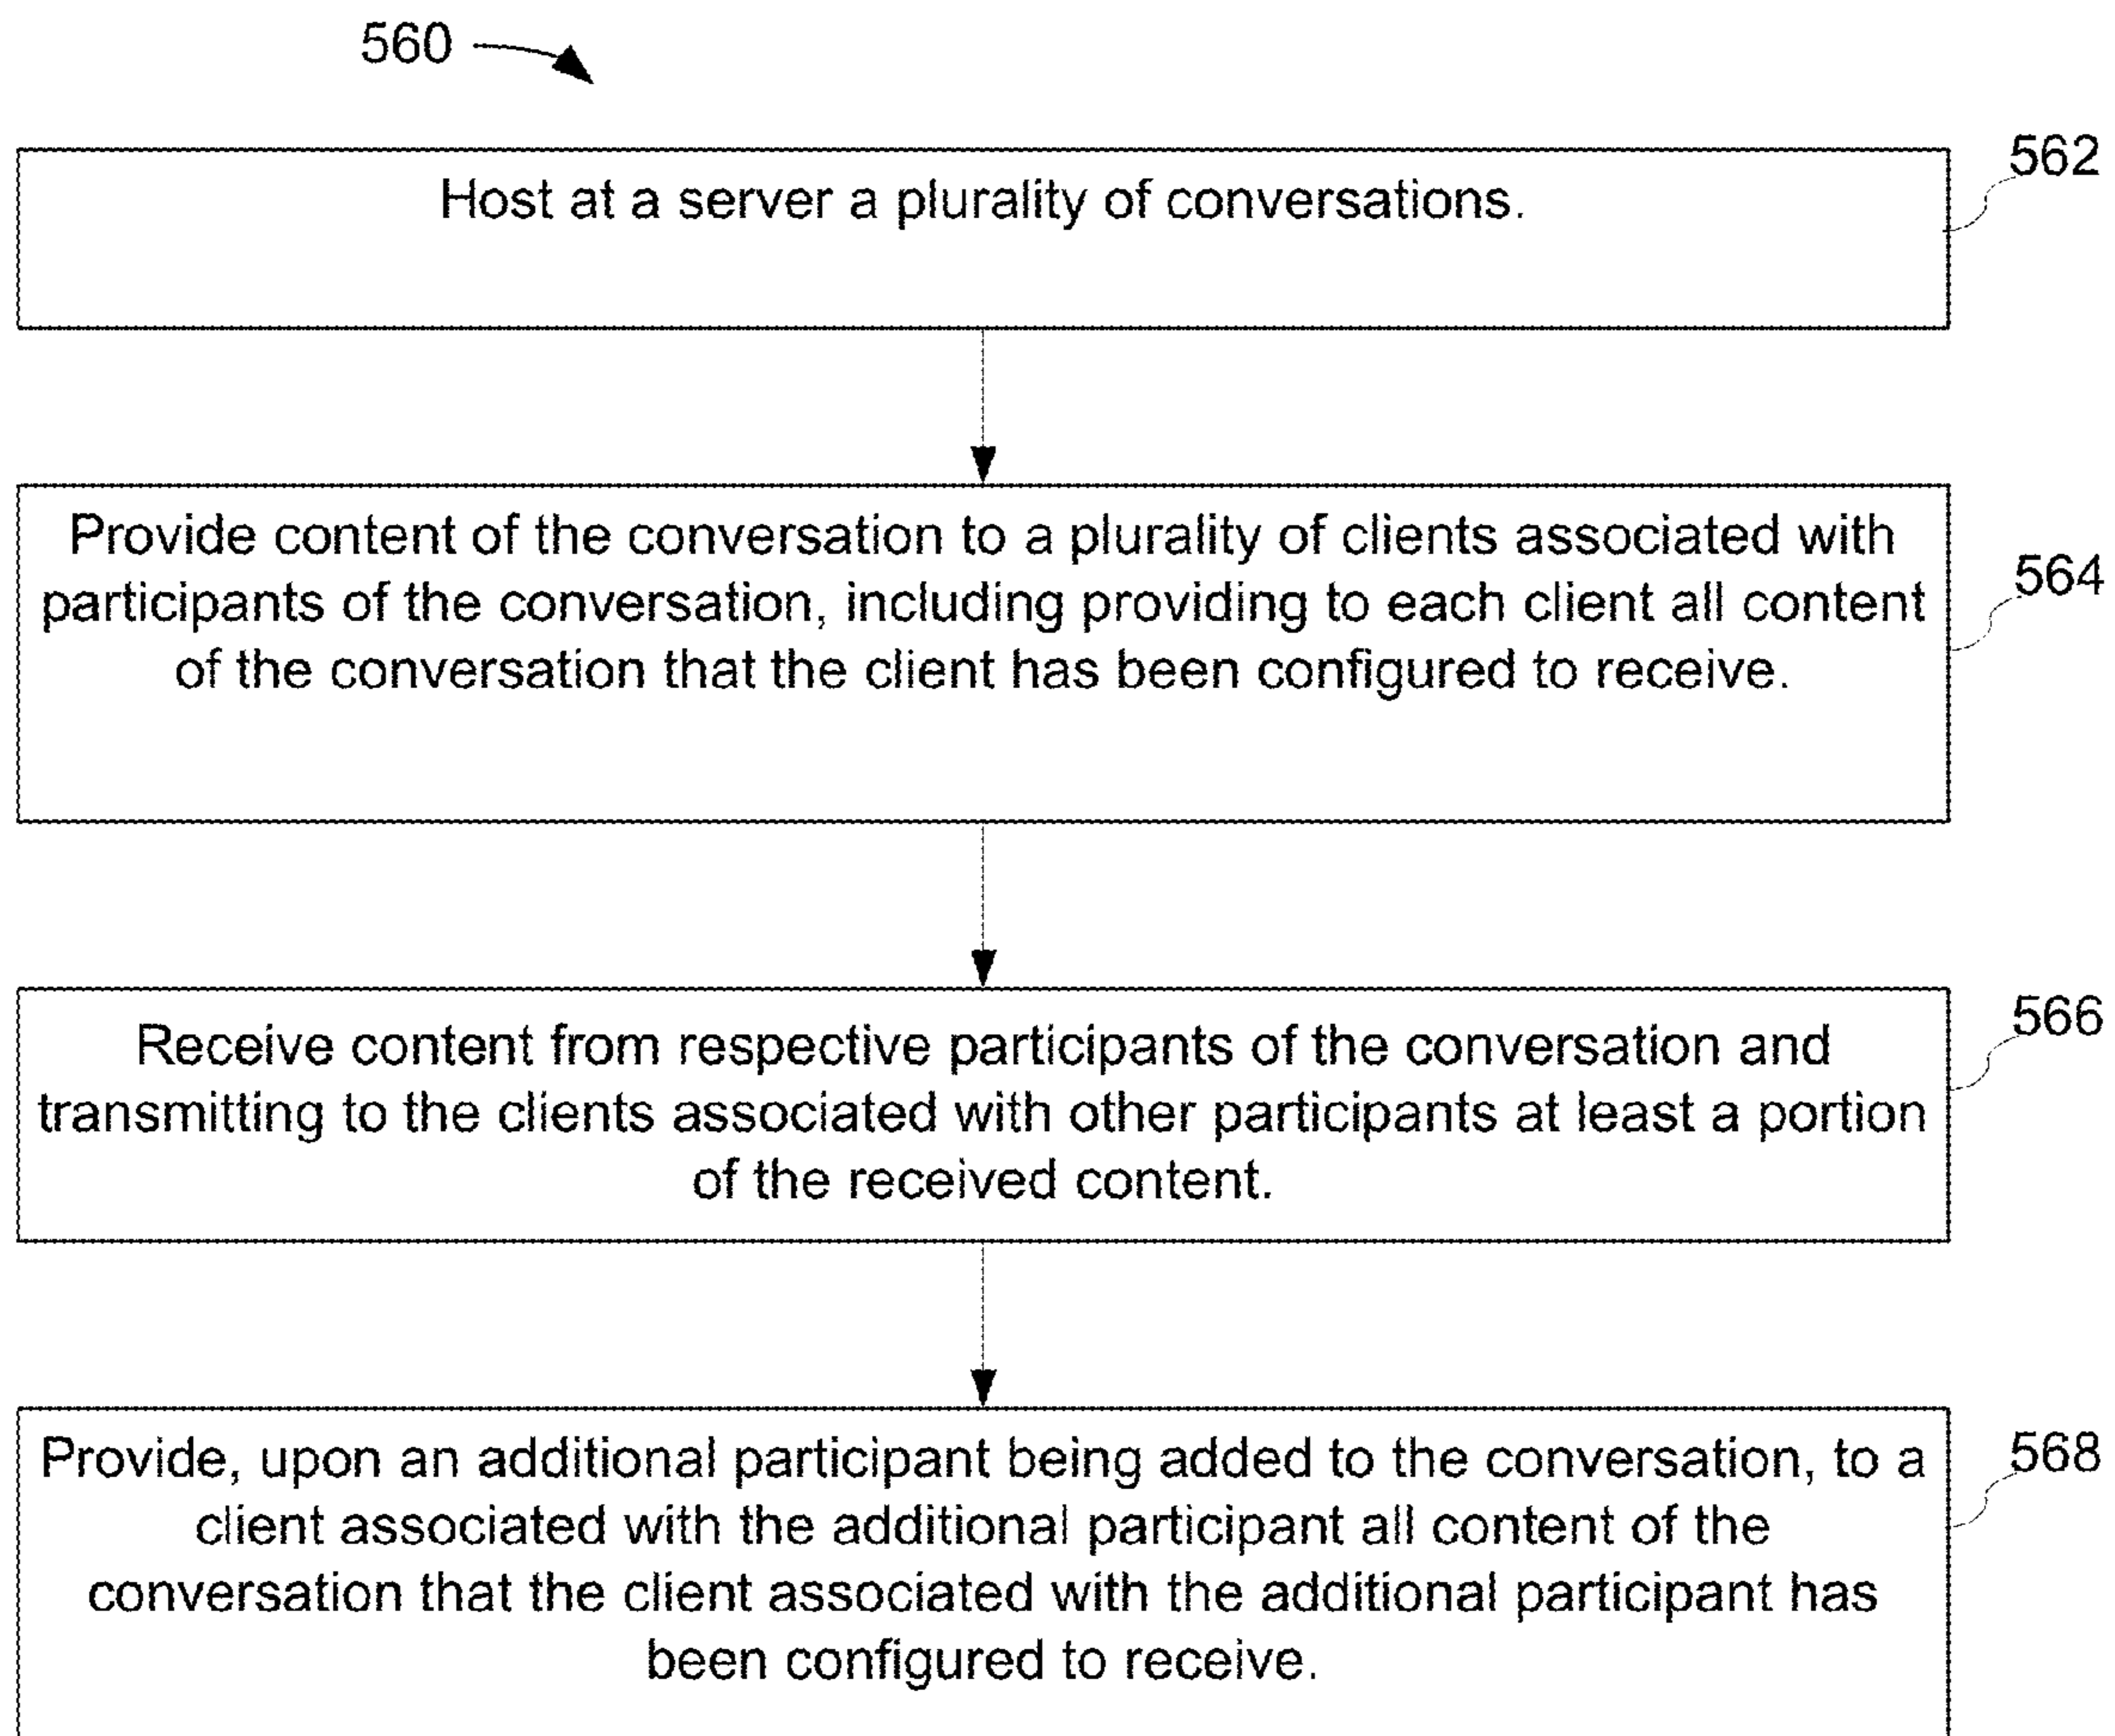 560
562
Host at a server a plurality of conversations.
Provide content of the conversation to a plurality of clients associated with
564
participants of the conversation, including providing to each client all content
of the conversation that the client has been configured to receive.
566
Receive content from respective participants of the conversation and
transmitting to the clients associated with other participants at least a portion
of the received content.
568
Provide, upon an additional participant being added to the conversation, to a
client associated with the additional participant all content of the
conversation that the client associated with the additional participant has
been configured to receive.